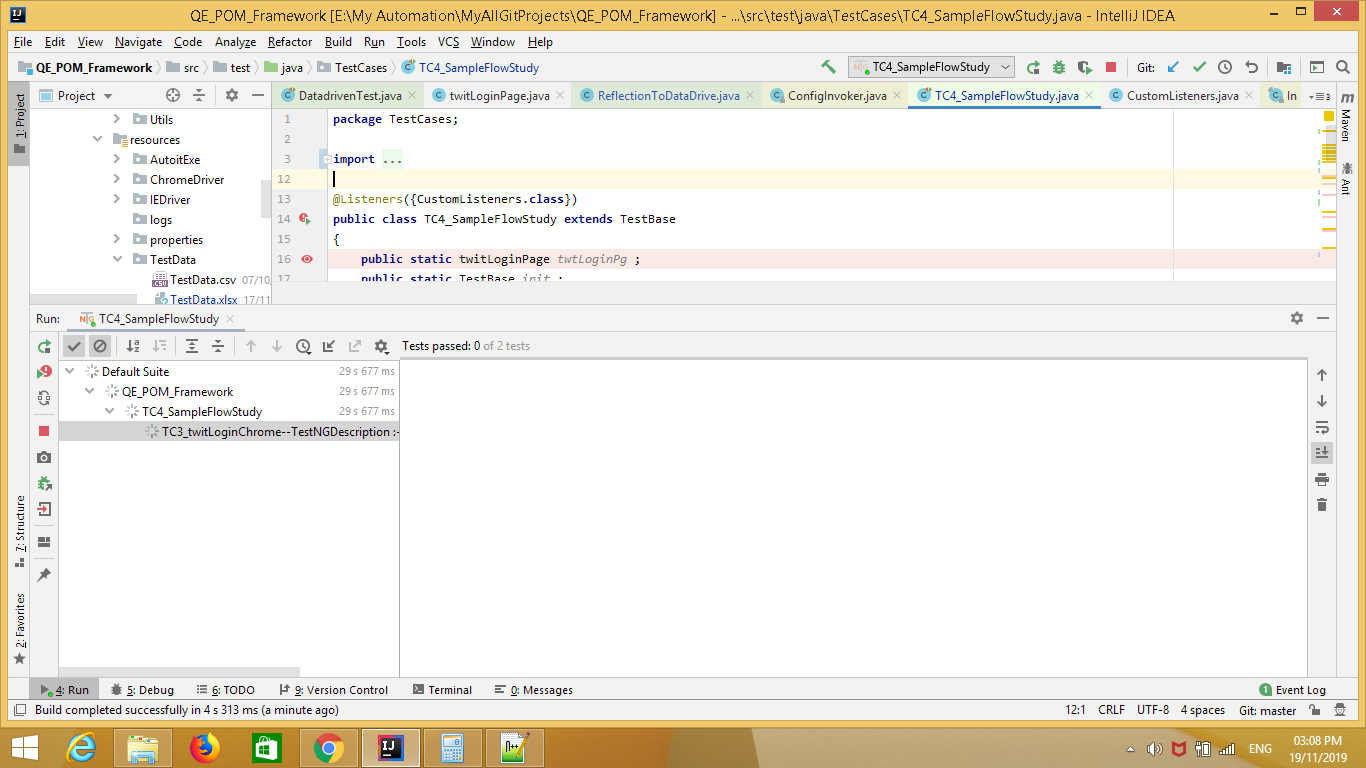 QE_POM_Framework [E:\My Automation\MyAllGitProjects\QE_POM_Framework] - ...\src\test\java\TestCases\TC4_SampleFlowStudy.java - IntelliJ IDEA
File Edit View Navigate Code Analyze Refactor Build Run Tools VCS Window Help
QE_POM_Framework src test java TestCases TC4_SampleFlowStudy TC4_SampleFlowStudy Git:
1: Project
Project
DatadrivenTest.java twitLoginPage.java ReflectionToDataDrive.java ConfigInvoker.java TC4_SampleFlowStudy.java CustomListeners.java In 3
Maven
Ant
Utils
resources
AutoitExe
ChromeDriver
IEDriver
logs
properties
TestData
TestData.csv 07/10
TestData.xlsx 17/11
1 package TestCases;
2
3 import ...
12
13 @Listeners({CustomListeners.class})
14 public class TC4_SampleFlowStudy extends TestBase
15 {
16 public static twitLoginPage twtLoginPg ;
17 public static TestBase init ;
Run: TC4_SampleFlowStudy
Tests passed: 0 of 2 tests
Default Suite 29 s 677 ms
QE_POM_Framework 29 s 677 ms
TC4_SampleFlowStudy 29 s 677 ms
TC3_twitLoginChrome--TestNGDescription :-
7: Structure
2: Favorites
4: Run 5: Debug 6: TODO 9: Version Control Terminal 0: Messages 1 Event Log
Build completed successfully in 4 s 313 ms (a minute ago) 12:1 CRLF UTF-8 4 spaces Git: master
ENG
03:08 PM
19/11/2019